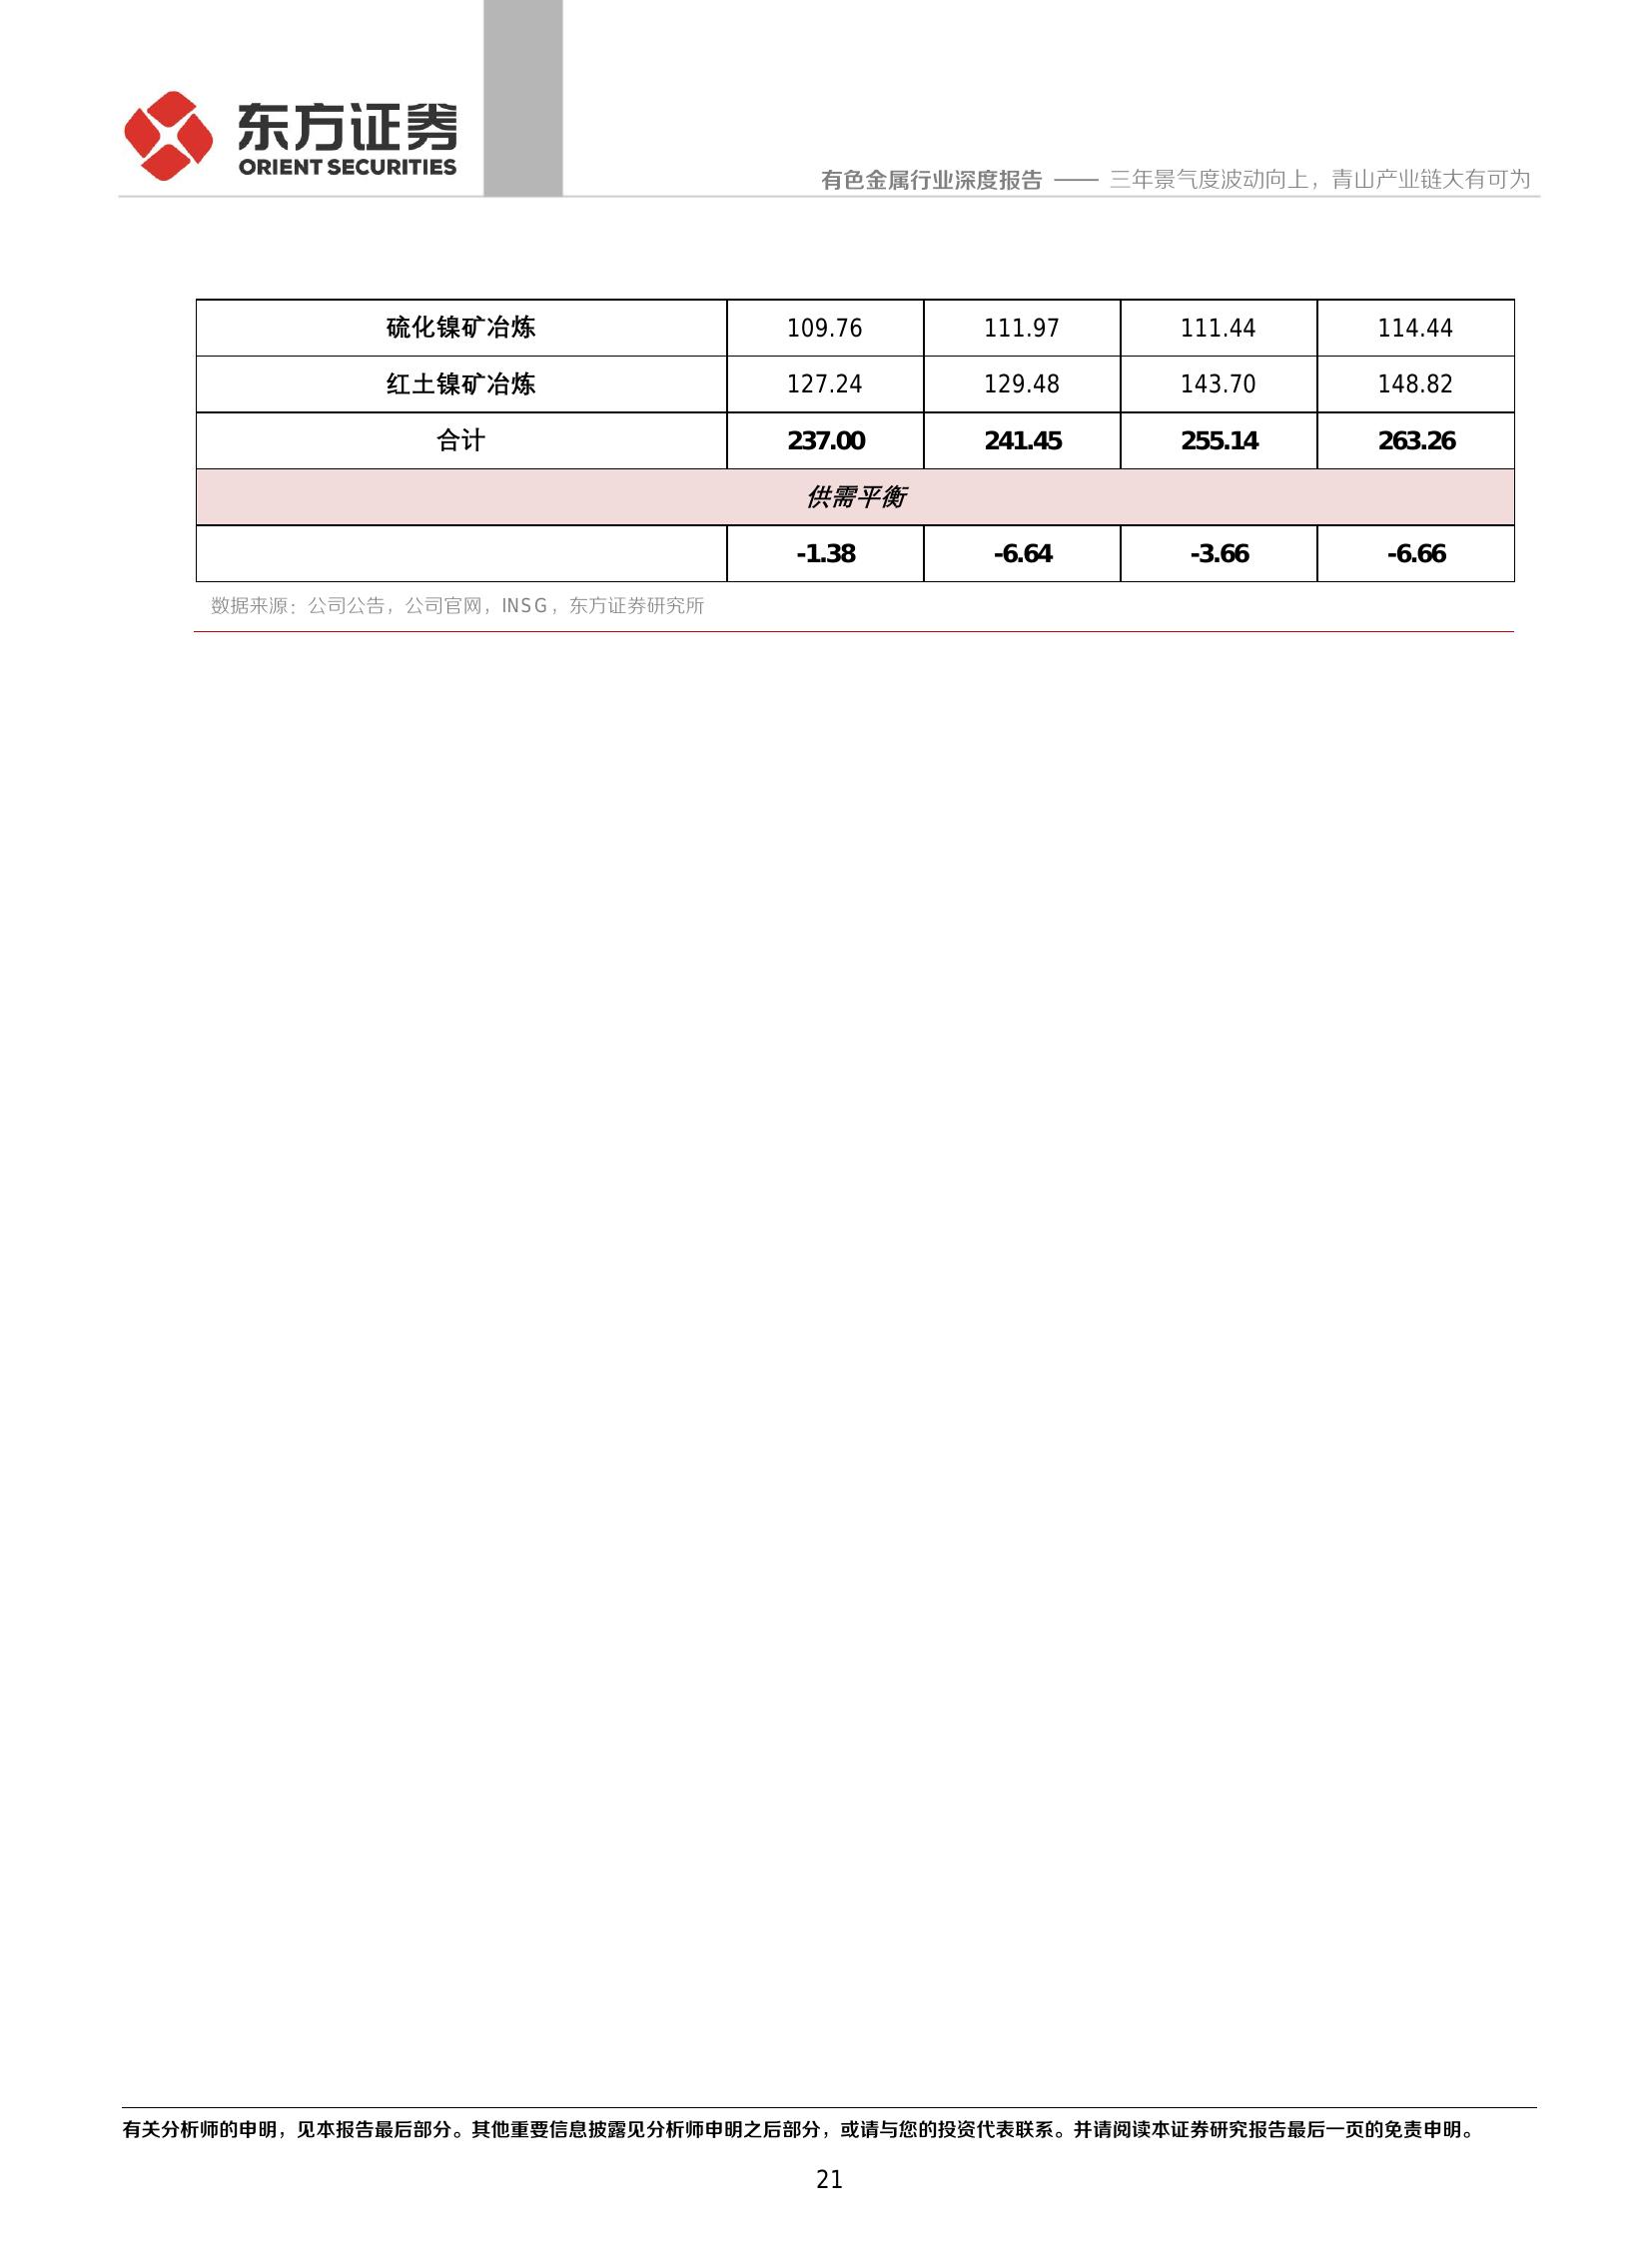 东方证券
ORIENT SECURITIES
有色金属行业深度报告 —— 三年景气度波动向上，青山产业链大有可为
硫化镍矿冶炼 109.76 111.97 111.44 114.44
红土镍矿冶炼 127.24 129.48 143.70 148.82
合计 237.00 241.45 255.14 263.26
供需平衡
-1.38 -6.64 -3.66 -6.66
数据来源：公司公告，公司官网，INSG，东方证券研究所
有关分析师的申明，见本报告最后部分。其他重要信息披露见分析师申明之后部分，或请与您的投资代表联系。并请阅读本证券研究报告最后一页的免责申明。
21